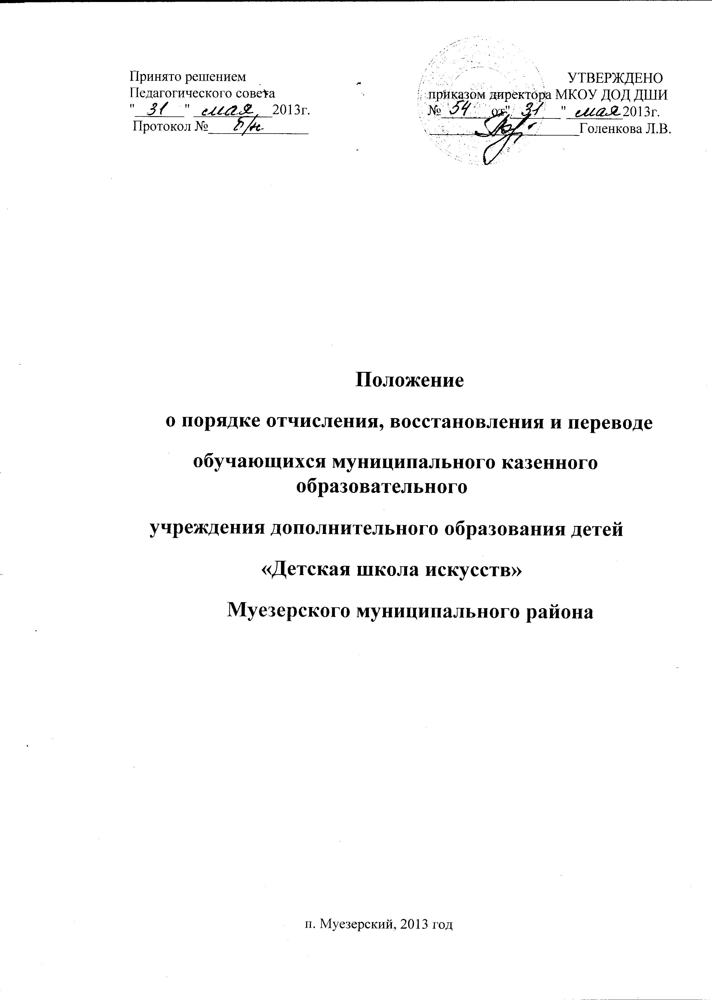 Принято решением
Педагогического совета
" 31 " мая 2013г.
Протокол № б/н
УТВЕРЖДЕНО
приказом директора МКОУ ДОД ДШИ
№ 54 от" 31 " мая 2013г.
Голенкова Л.В.
Положение
о порядке отчисления, восстановления и переводе
обучающихся муниципального казенного
образовательного
учреждения дополнительного образования детей
«Детская школа искусств»
Муезерского муниципального района
п. Муезерский, 2013 год